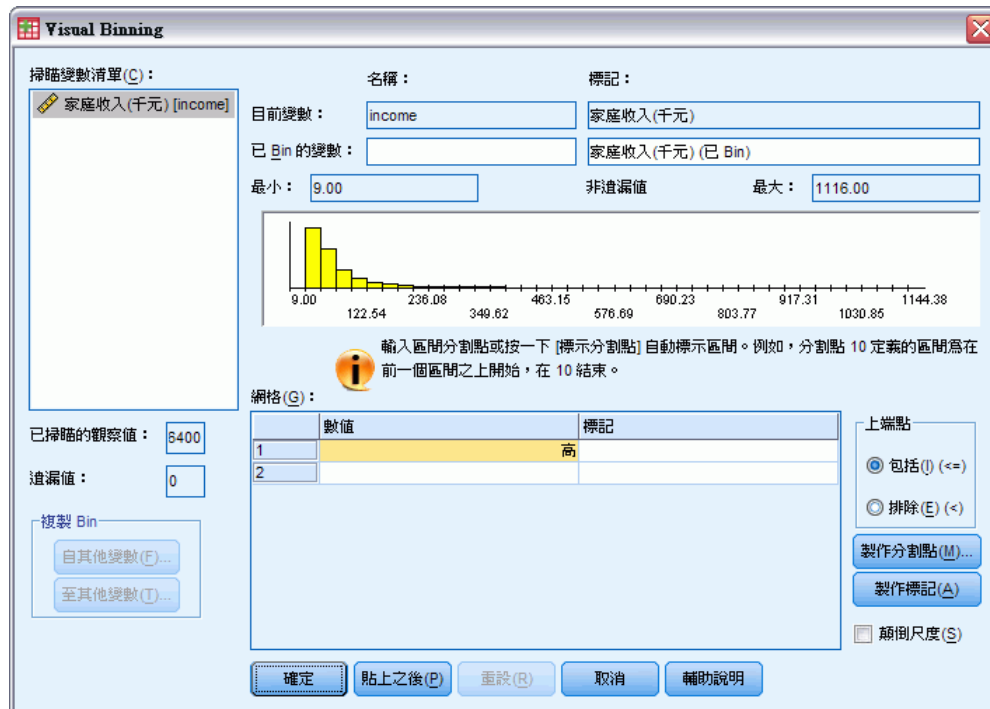 Visual Binning
掃瞄變數清單(C)：
家庭收入(千元) [income]
名稱：
標記：
目前變數：
income
家庭收入(千元)
已 Bin 的變數：
家庭收入(千元) (已 Bin)
最小：
9.00
非遺漏值
最大：
1116.00
9.00
236.08
463.15
690.23
917.31
1144.38
122.54
349.62
576.69
803.77
1030.85
輸入區間分割點或按一下 [標示分割點] 自動標示區間。例如，分割點 10 定義的區間為在
前一個區間之上開始，在 10 結束。
網格(G)：
數值
標記
1
高
2
已掃瞄的觀察值：
6400
遺漏值：
0
複製 Bin
自其他變數(F)...
至其他變數(T)...
上端點
包括(I) (<=)
排除(E) (<)
製作分割點(M)...
製作標記(A)
顛倒尺度(S)
確定
貼上之後(P)
重設(R)
取消
輔助說明